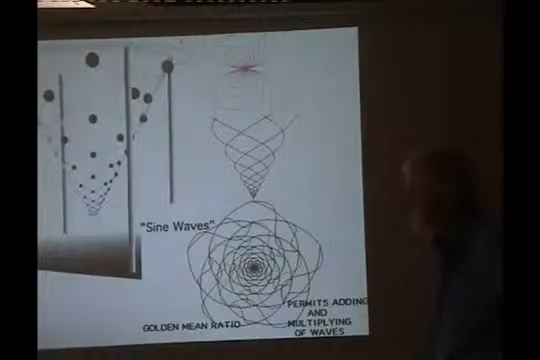 "Sine Waves"
GOLDEN MEAN RATIO
PERMITS ADDING
AND
MULTIPLYING
OF WAVES